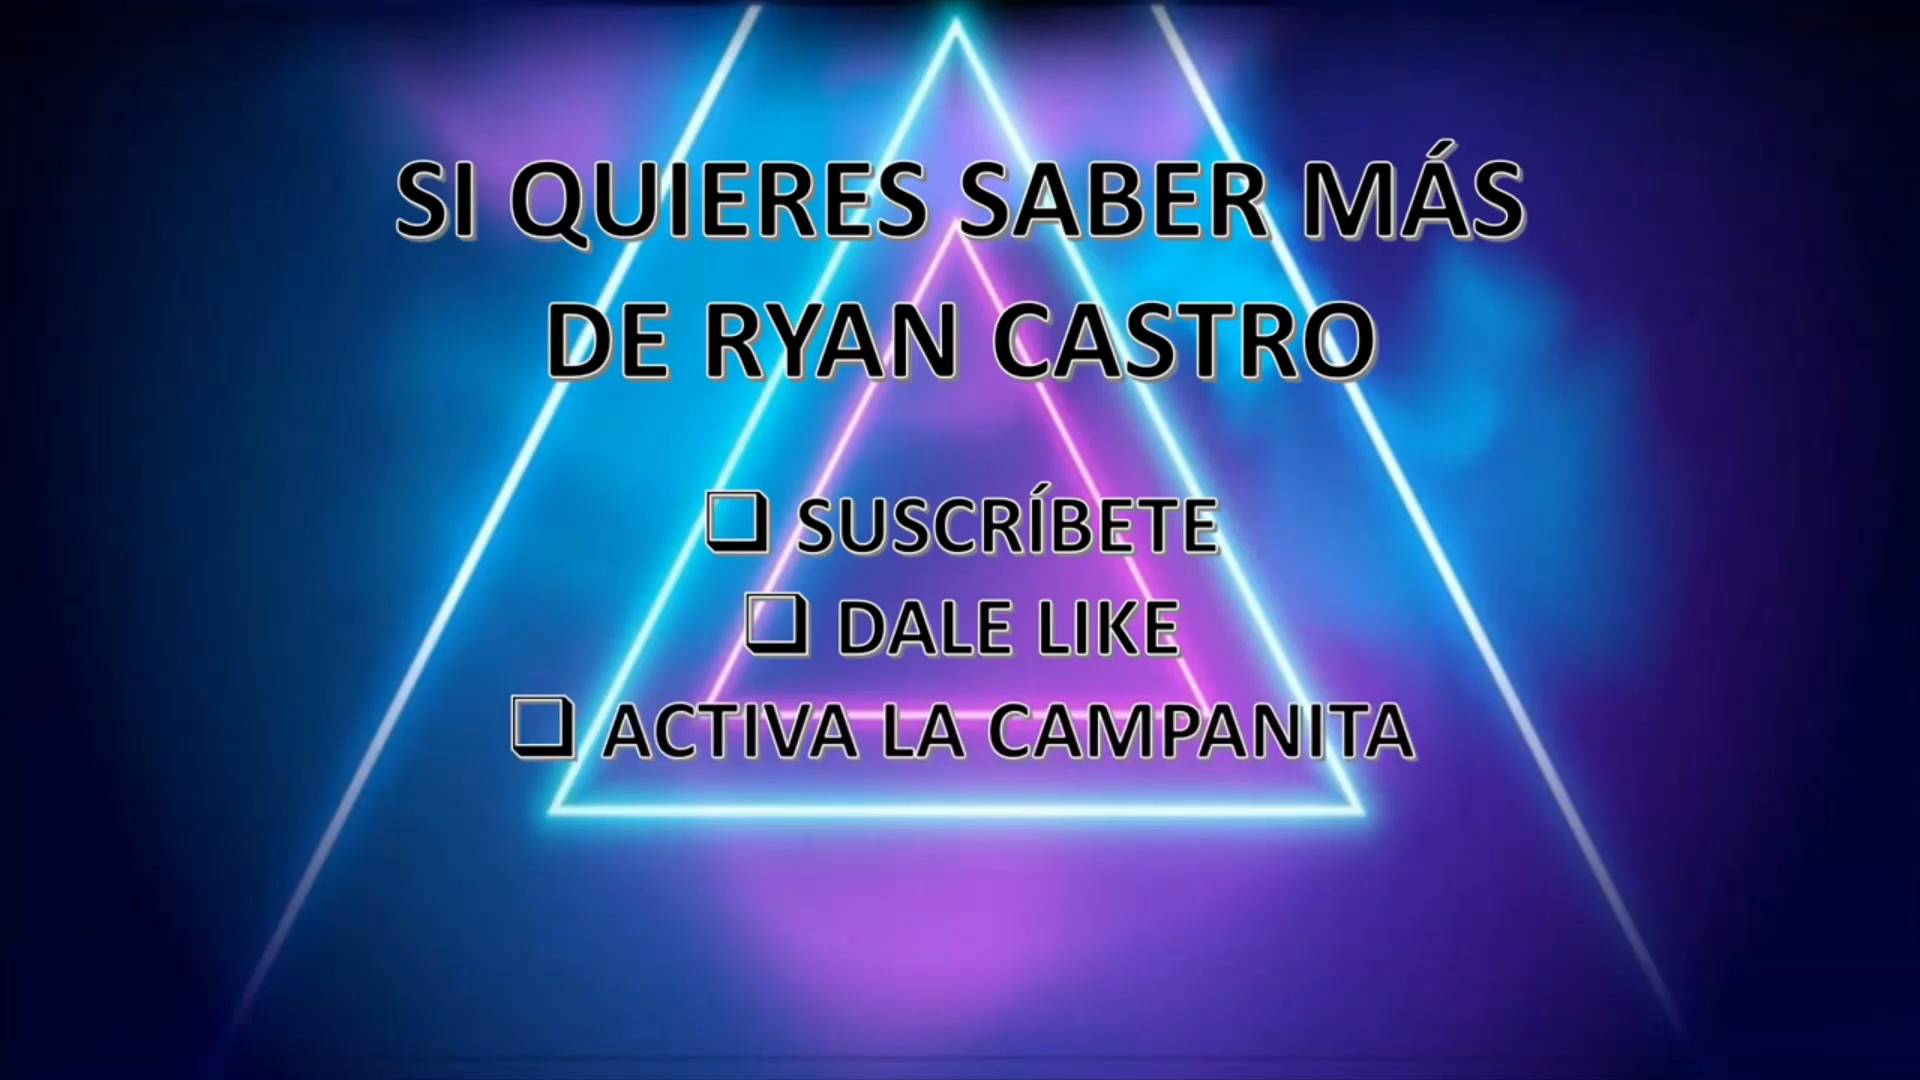 SI QUIERES SABER MÁS
DE RYAN CASTRO
❑ SUSCRÍBETE
❑ DALE LIKE
❑ ACTIVA LA CAMPANITA